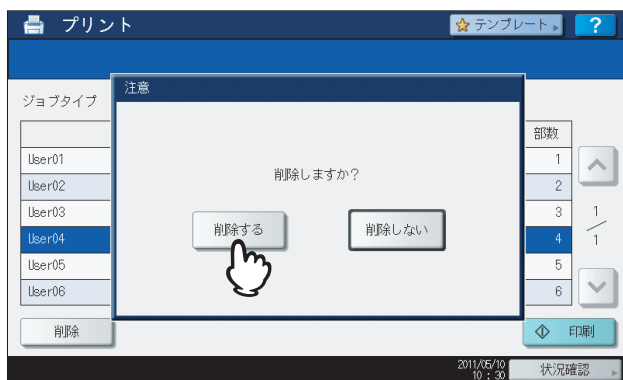 プリント
テンプレート
?
ジョブタイプ
注意
部数
User01
1
User02
2
User03
3
User04
4
User05
5
User06
6
1
1
削除しますか?
削除する
削除しない
削除
印刷
2011/05/10
10 : 30
状況確認